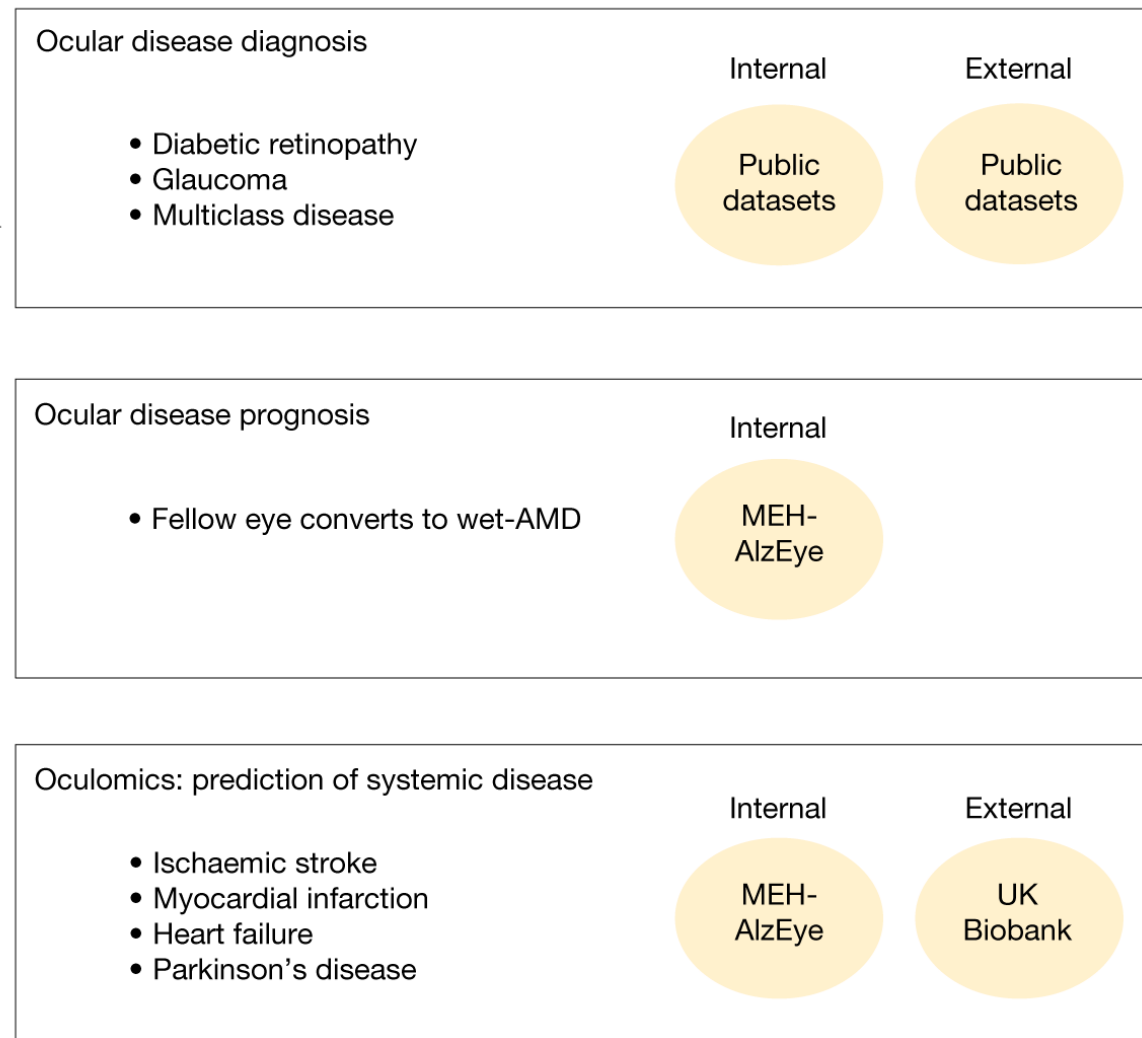 Ocular disease diagnosis
Internal
External
• Diabetic retinopathy
• Glaucoma
• Multiclass disease
Public
datasets
Public
datasets
Ocular disease prognosis
Internal
• Fellow eye converts to wet-AMD
MEH-
AlzEye
Oculomics: prediction of systemic disease
Internal
External
• Ischaemic stroke
• Myocardial infarction
• Heart failure
• Parkinson’s disease
MEH-
AlzEye
UK
Biobank